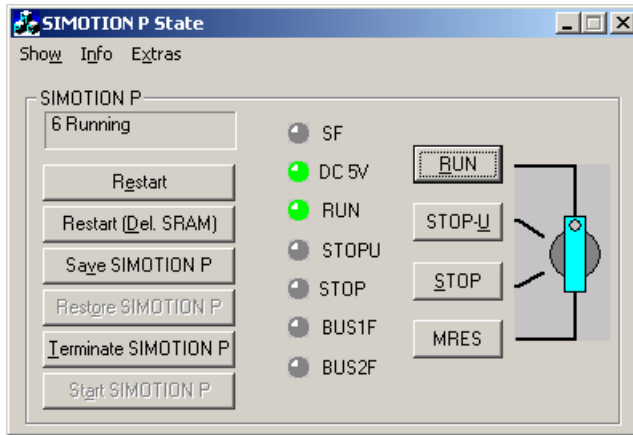 SIMOTION P State
Show Info Extras
SIMOTION P
6 Running
Restart
Restart (Del. SRAM)
Save SIMOTION P
Restore SIMOTION P
Terminate SIMOTION P
Start SIMOTION P
SF
DC 5V
RUN
STOPU
STOP
BUS1F
BUS2F
RUN
STOP-U
STOP
MRES